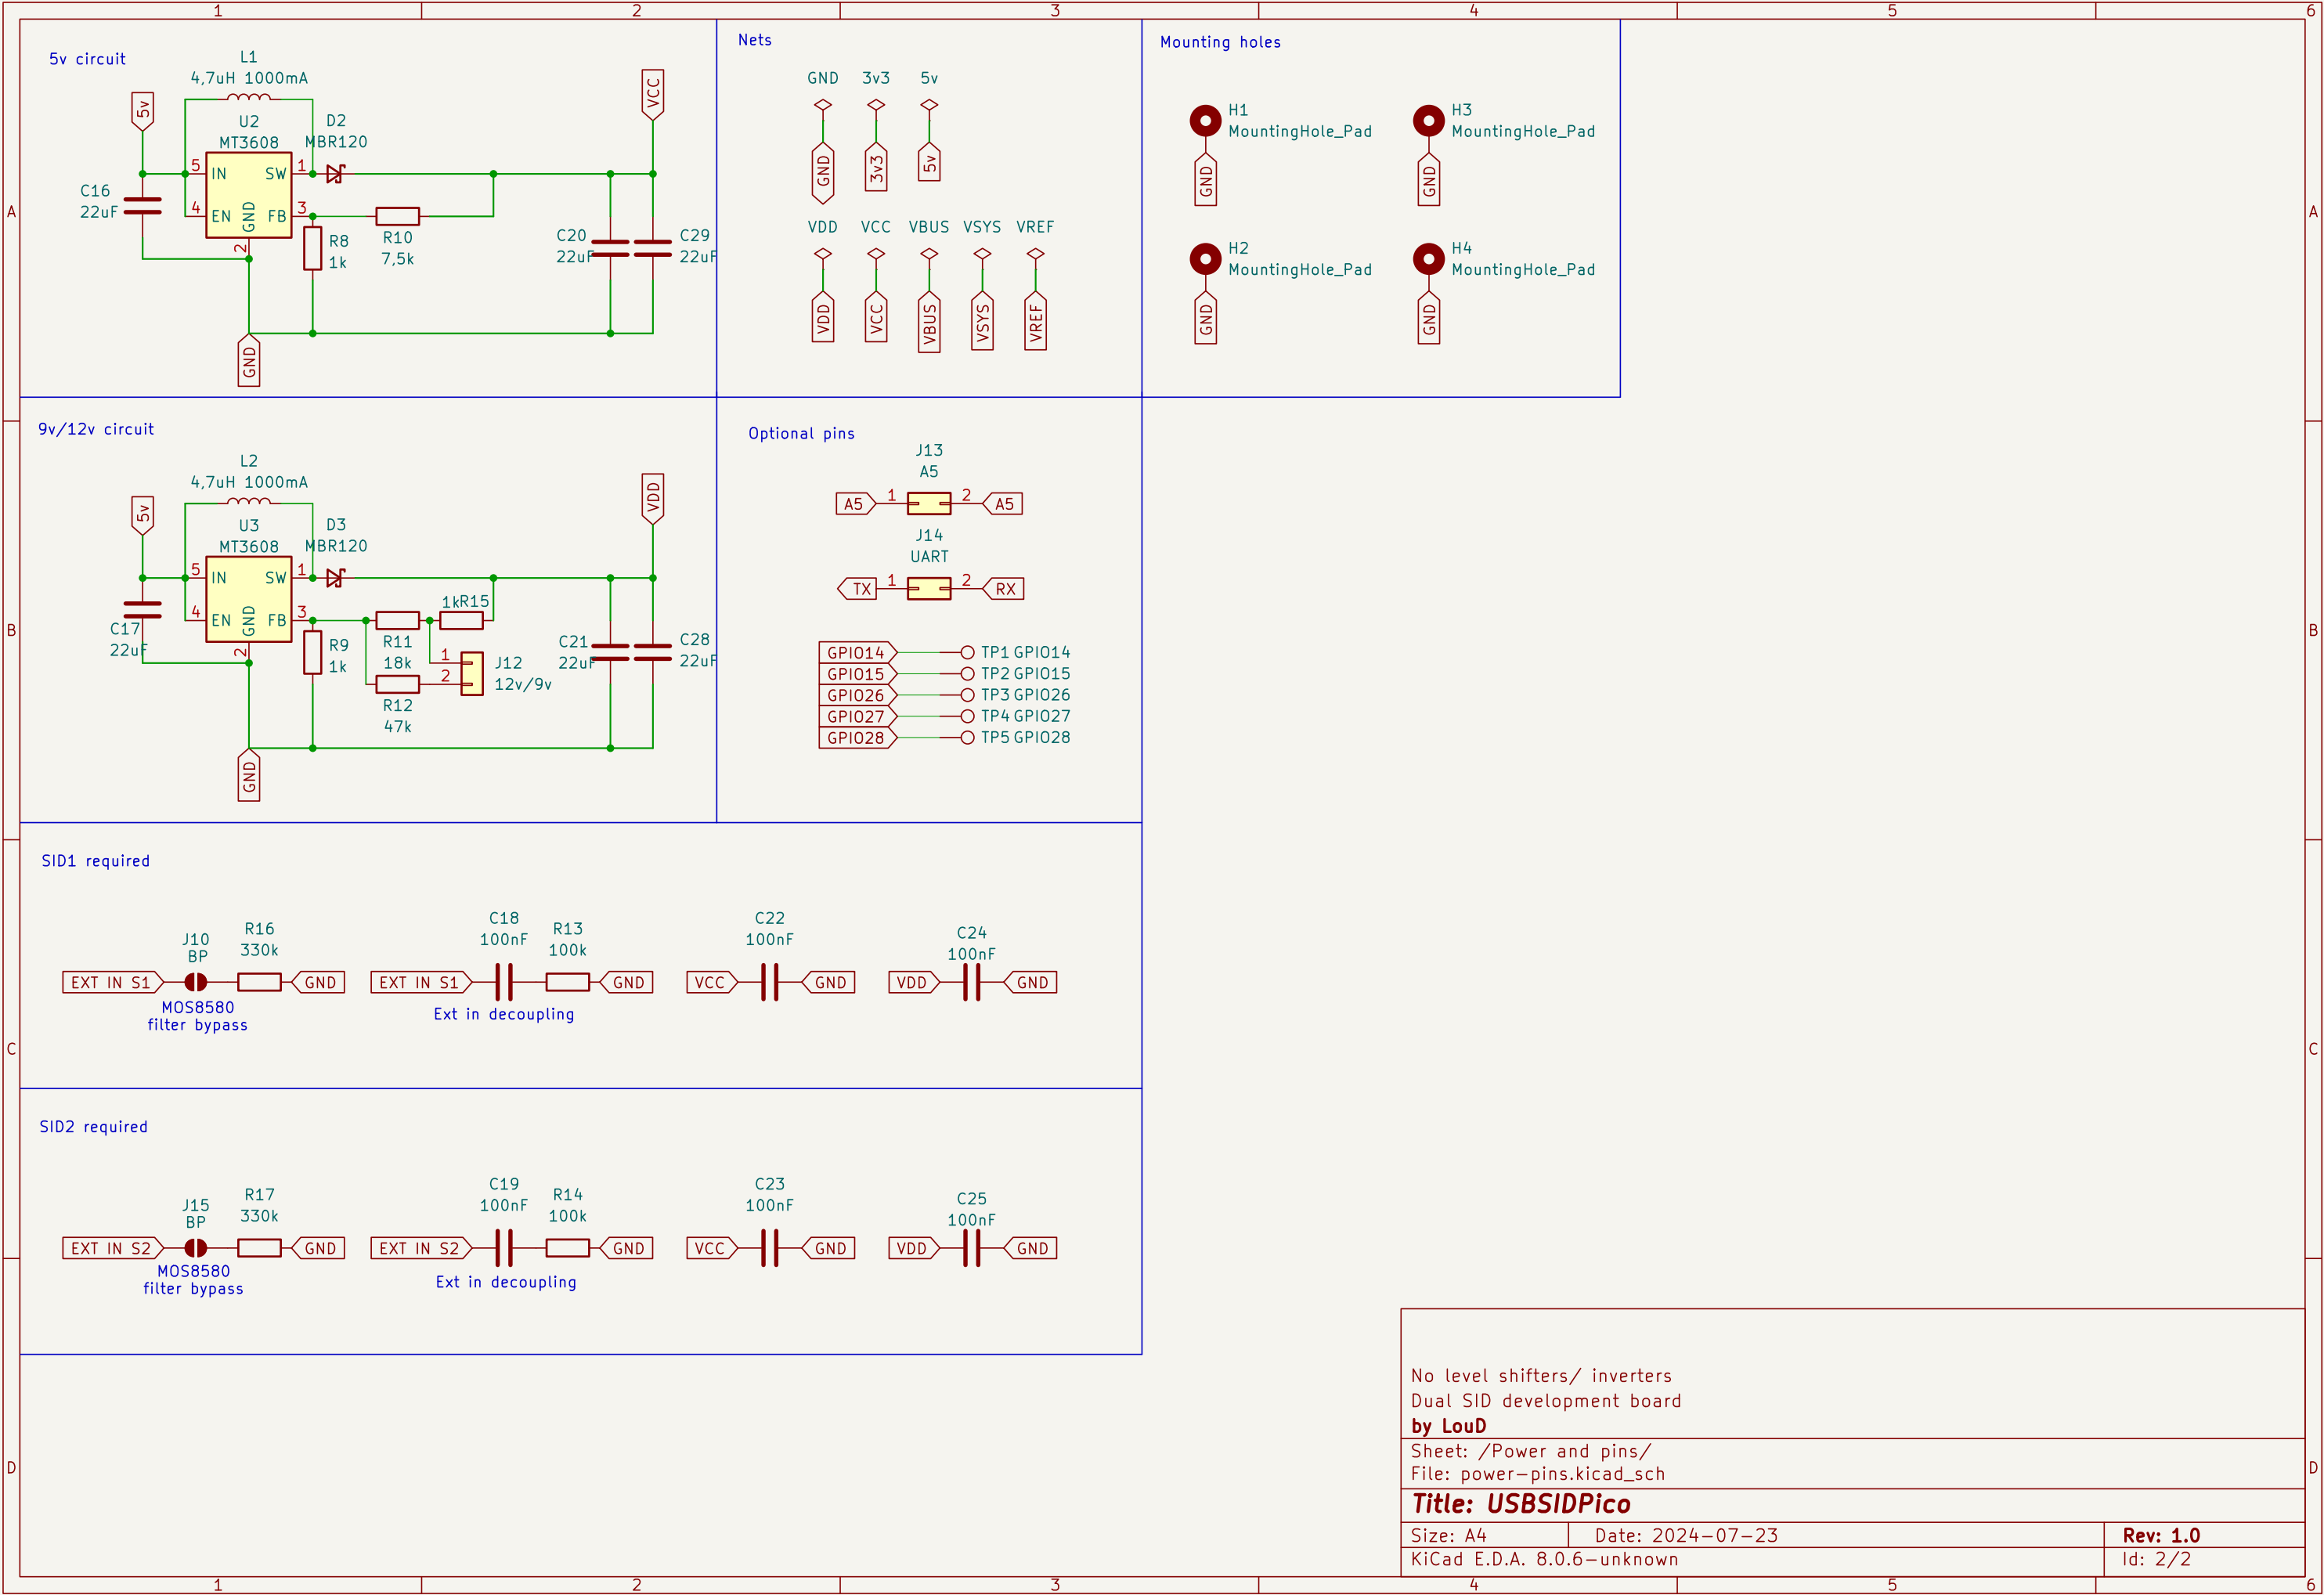 1 2 3 4 5 6
5v circuit
L1
4,7uH 1000mA
5v
U2
MT3608
D2
MBR120
VCC
5 IN SW 1
4 EN GND FB 3
2
C16
22uF
R8
1k
R10
7,5k
C20
22uF
C29
22uF
GND
A
Nets
GND 3v3 5v
GND 3v3 5v
VDD VCC VBUS VSYS VREF
VDD VCC VBUS VSYS VREF
Mounting holes
H1
MountingHole_Pad
GND
H3
MountingHole_Pad
GND
H2
MountingHole_Pad
GND
H4
MountingHole_Pad
GND
A
9v/12v circuit
L2
4,7uH 1000mA
5v
U3
MT3608
D3
MBR120
VDD
5 IN SW 1
4 EN GND FB 3
2
C17
22uF
R9
1k
1k R15
R11
18k
R12
47k
1
2
J12
12v/9v
C21
22uF
C28
22uF
GND
B
Optional pins
J13
A5
A5 1 2 A5
J14
UART
TX 1 2 RX
GPIO14 TP1 GPIO14
GPIO15 TP2 GPIO15
GPIO26 TP3 GPIO26
GPIO27 TP4 GPIO27
GPIO28 TP5 GPIO28
B
SID1 required
J10
BP
R16
330k
EXT IN S1 GND
MOS8580
filter bypass
C18
100nF
R13
100k
EXT IN S1 GND
Ext in decoupling
C22
100nF
VCC GND
C24
100nF
VDD GND
C
C
SID2 required
J15
BP
R17
330k
EXT IN S2 GND
MOS8580
filter bypass
C19
100nF
R14
100k
EXT IN S2 GND
Ext in decoupling
C23
100nF
VCC GND
C25
100nF
VDD GND
D
D
No level shifters/ inverters
Dual SID development board
by LouD
Sheet: /Power and pins/
File: power-pins.kicad_sch
Title: USBSIDPico
Size: A4 Date: 2024-07-23 Rev: 1.0
KiCad E.D.A. 8.0.6-unknown Id: 2/2
1 2 3 4 5 6